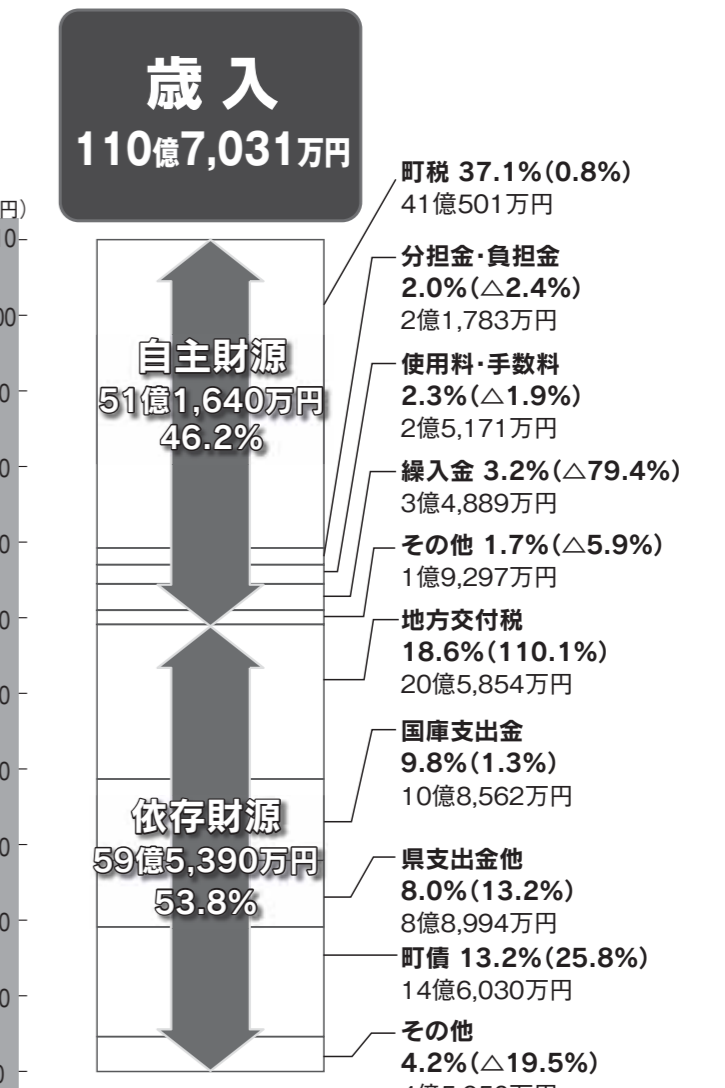 歳入
110億7,031万円
円)
自主財源
51億1,640万円
46.2%
依存財源
59億5,390万円
53.8%
町税 37.1%(0.8%)
41億501万円
分担金・負担金
2.0%(△2.4%)
2億1,783万円
使用料・手数料
2.3%(△1.9%)
2億5,171万円
繰入金 3.2%(△79.4%)
3億4,889万円
その他 1.7%(△5.9%)
1億9,297万円
地方交付税
18.6%(110.1%)
20億5,854万円
国庫支出金
9.8%(1.3%)
10億8,562万円
県支出金他
8.0%(13.2%)
8億8,994万円
町債 13.2%(25.8%)
14億6,030万円
その他
4.2%(△19.5%)